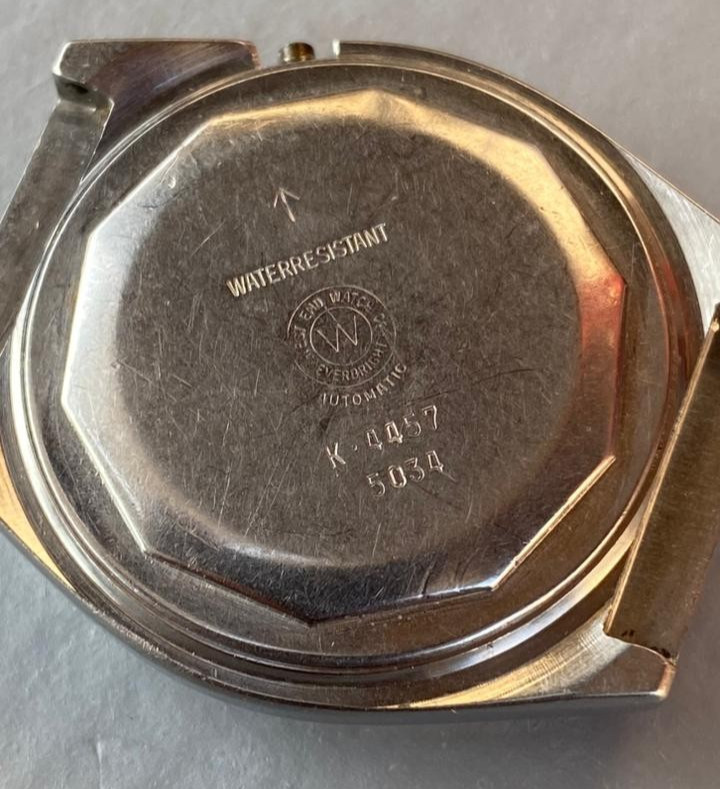 ↑
WATERRESISTANT
WEST END WATCH Co
W
EVERBRIGHT
AUTOMATIC
K·4457
5034